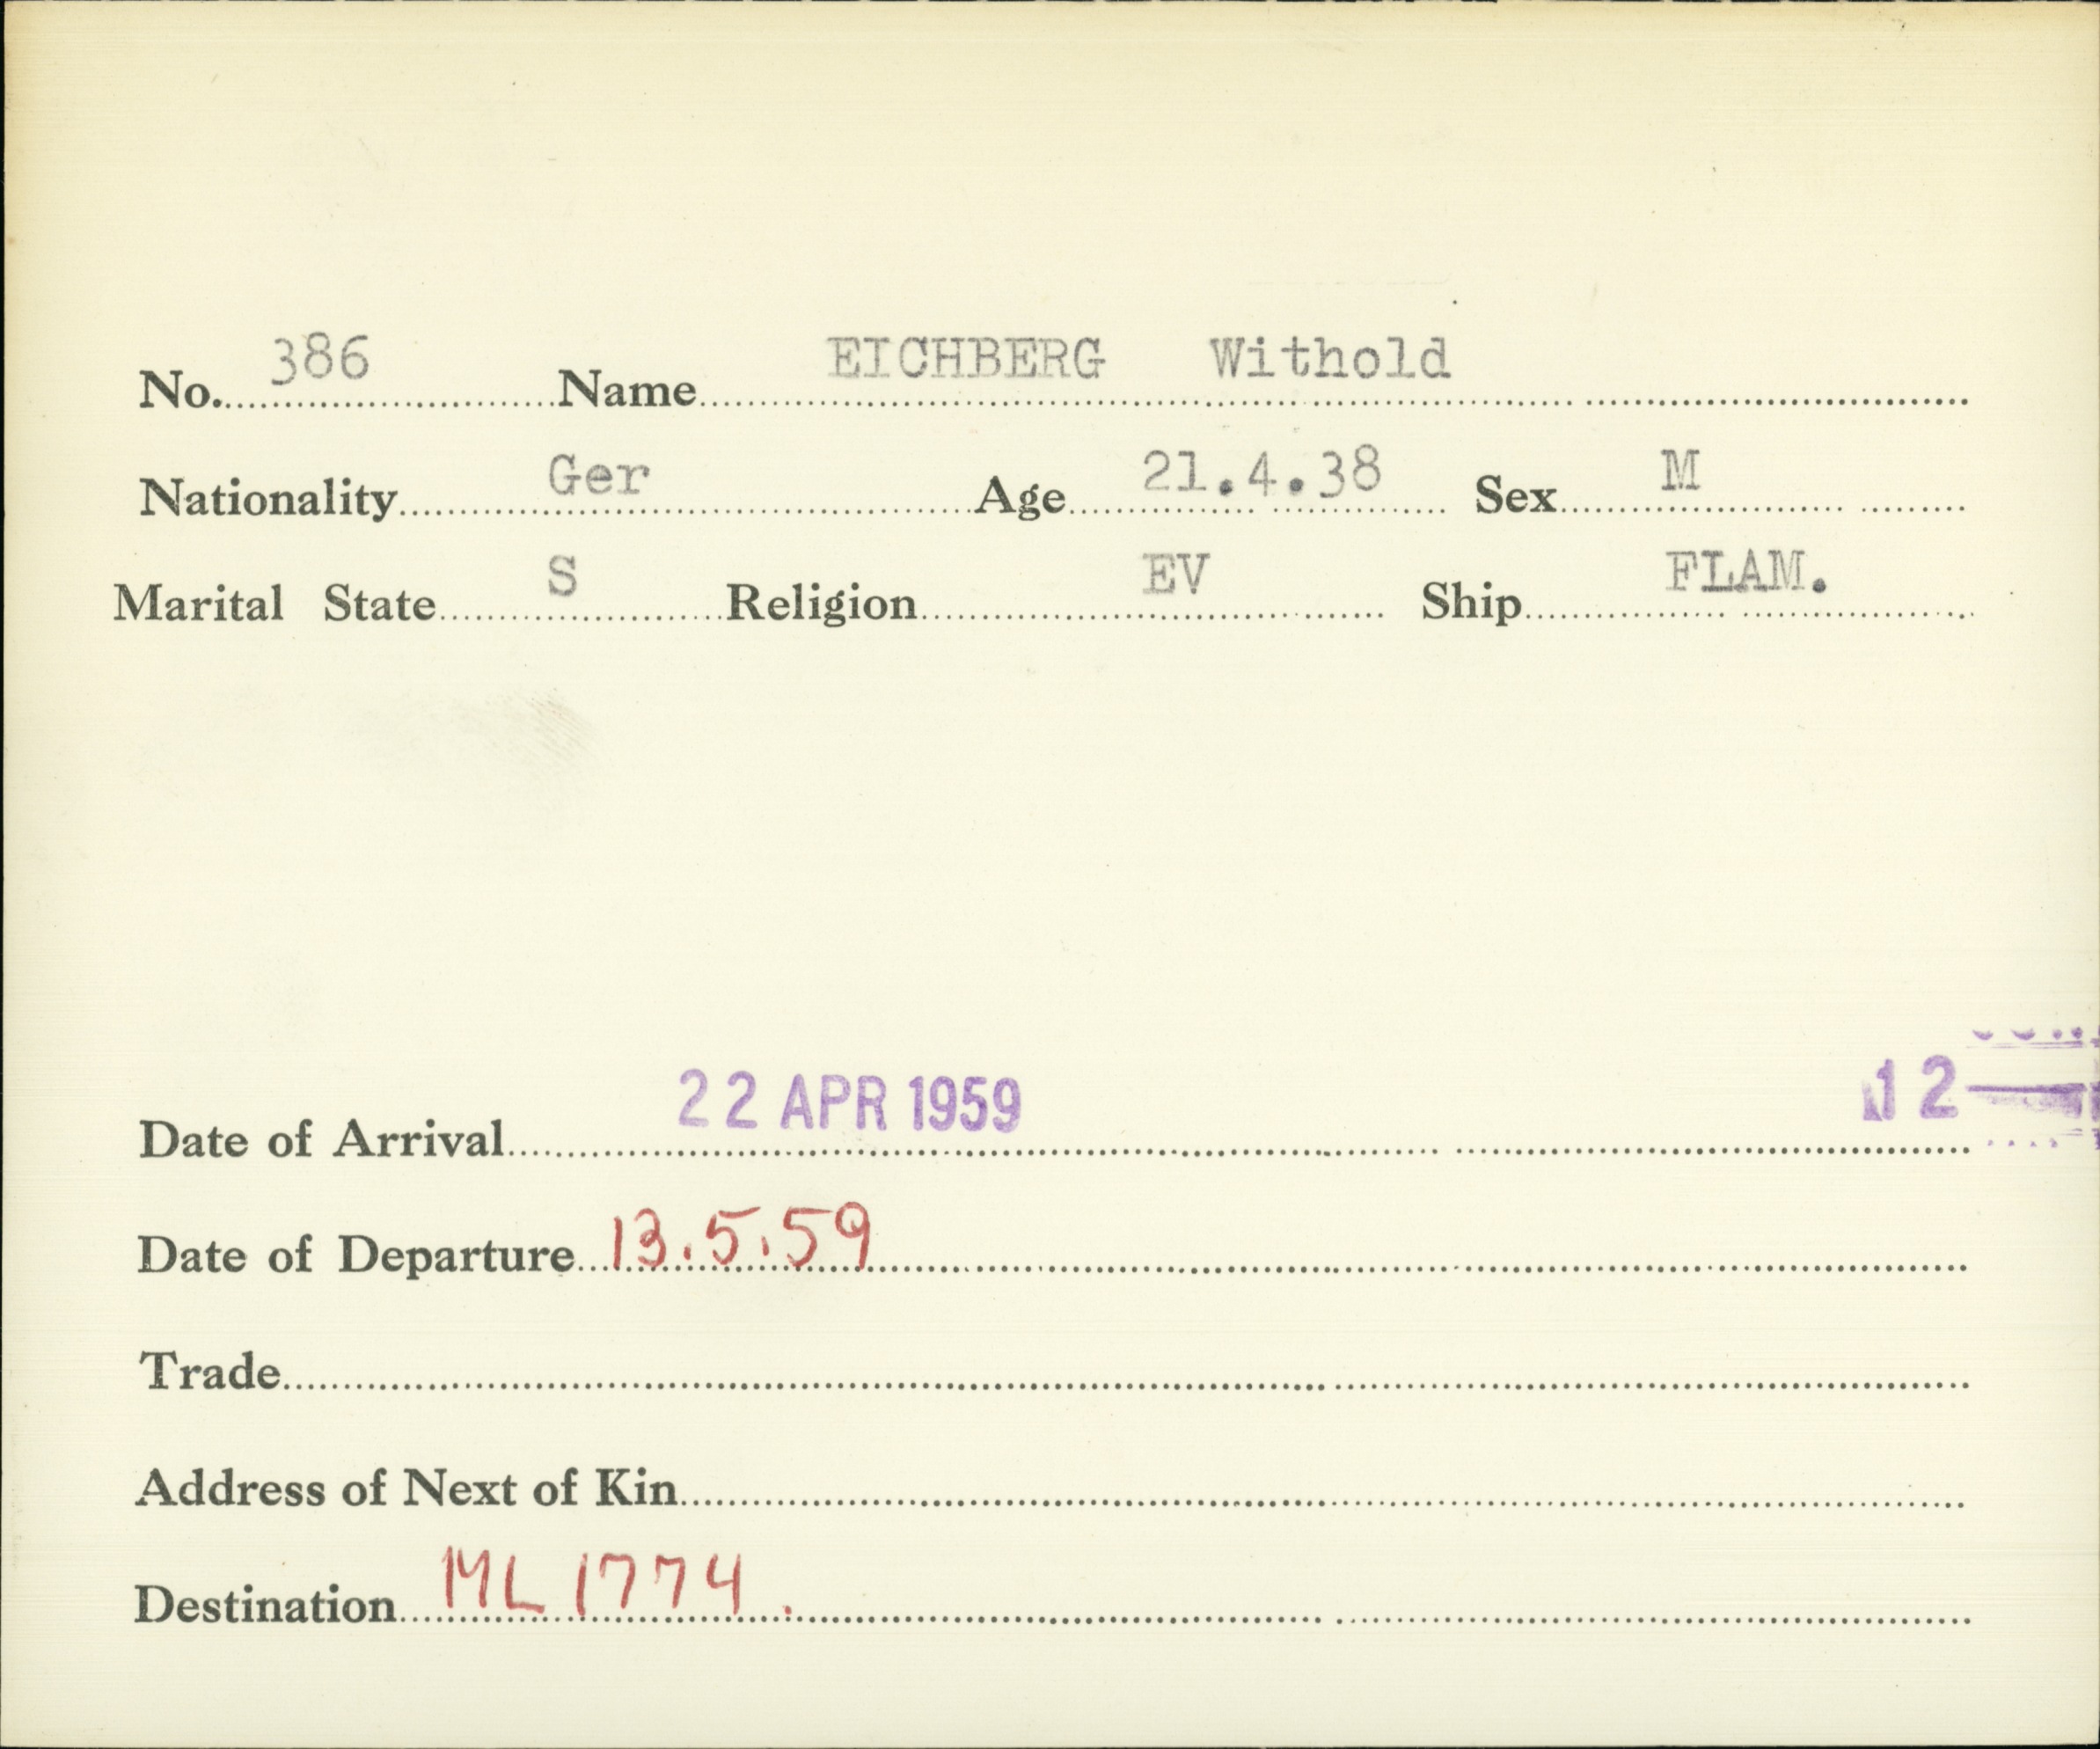 No. 386 Name EICHBERG Withold
Nationality Ger Age 21.4.38 Sex M
Marital State S Religion EV Ship FLAM.
22 APR 1959 12
Date of Arrival
Date of Departure 13.5.59
Trade
Address of Next of Kin
Destination ML 1774.